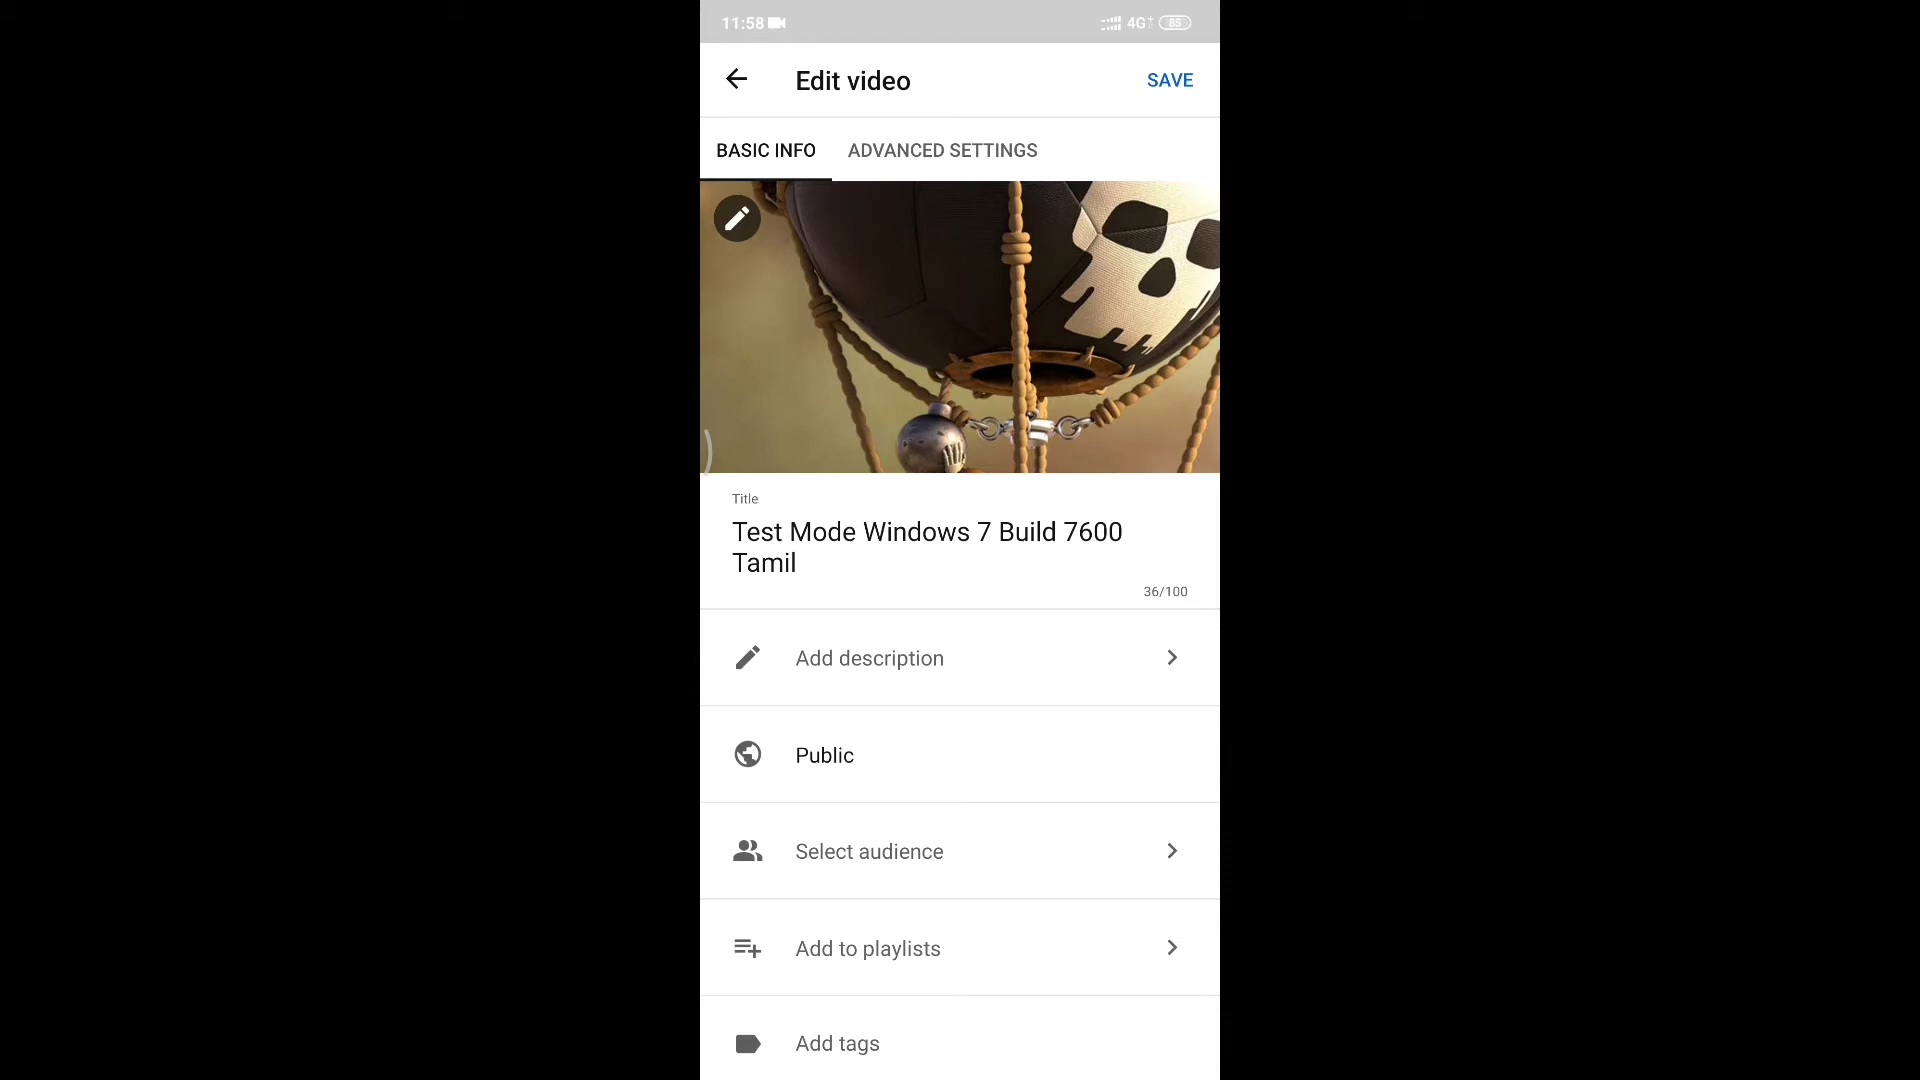 11:58 4G+ 85
Edit video SAVE
BASIC INFO ADVANCED SETTINGS
Title
Test Mode Windows 7 Build 7600
Tamil
36/100
Add description
Public
Select audience
Add to playlists
Add tags